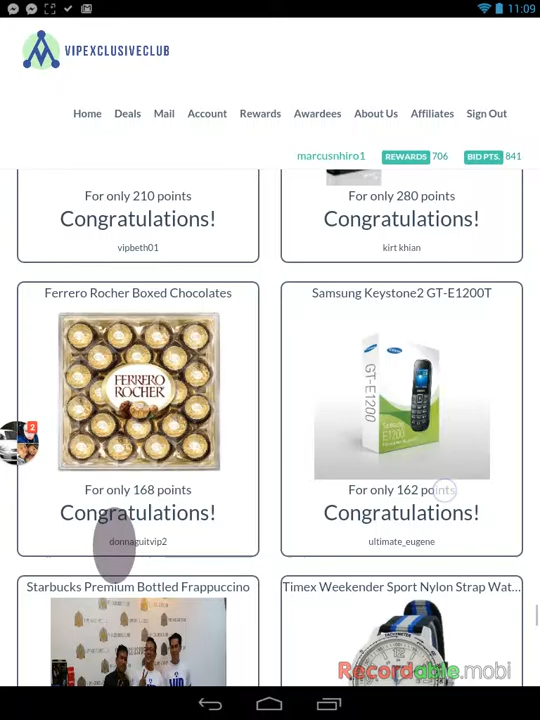 11:09
VIPEXCLUSIVECLUB
Home Deals Mail Account Rewards Awardees About Us Affiliates Sign Out
marcusnhiro1 REWARDS 706 BID PTS. 841
For only 210 points
Congratulations!
vipbeth01
For only 280 points
Congratulations!
kirt khian
Ferrero Rocher Boxed Chocolates
FERRERO
ROCHER
For only 168 points
Congratulations!
donnaguitvip2
Samsung Keystone2 GT-E1200T
GT-E1200
Samsung
E1200
For only 162 points
Congratulations!
ultimate_eugene
2
Starbucks Premium Bottled Frappuccino
Timex Weekender Sport Nylon Strap Wat...
TACHYMETER
Recordable.mobi